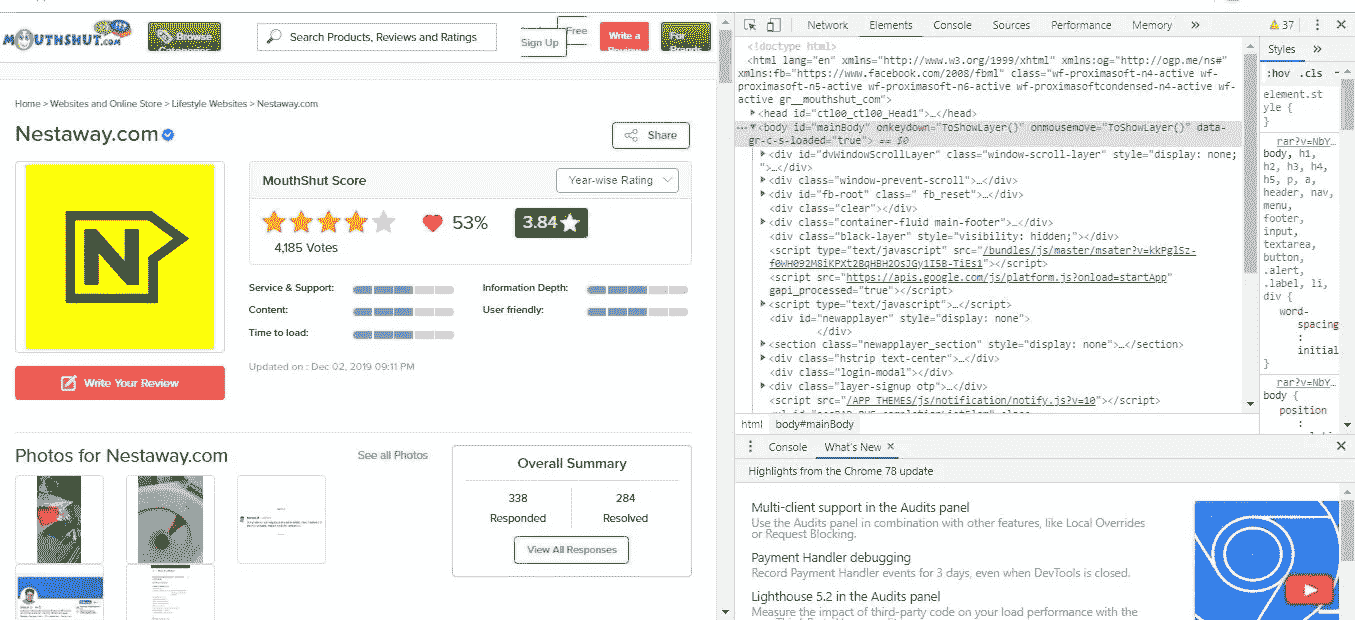 MOUTHSHUT.COM
Browse
Categories
Search Products, Reviews and Ratings
Sign Up
Free
Write a
Review
For
Brands
Home > Websites and Online Store > Lifestyle Websites > Nestaway.com
Nestaway.com
Share
N
MouthShut Score
Year-wise Rating
53%
3.84
4,185 Votes
Service & Support:
Information Depth:
Content:
User friendly:
Time to load:
Updated on : Dec 02, 2019 09:11 PM
Write Your Review
Photos for Nestaway.com
See all Photos
Overall Summary
338
284
Responded
Resolved
View All Responses
Network
Elements
Console
Sources
Performance
Memory
»
37
<!doctype html>
<html lang="en" xmlns="http://www.w3.org/1999/xhtml" xmlns:og="http://ogp.me/ns#"
xmlns:fb="https://www.facebook.com/2008/fbml" class="wf-proximasoft-n4-active wf-
proximasoft-n5-active wf-proximasoft-n6-active wf-proximasoftcondensed-n4-active wf-
active gr__mouthshut_com">
<head id="ctl00_ctl00_Head1">…</head>
<body id="mainBody" onkeydown="ToShowLayer()" onmousemove="ToShowLayer()" data-
gr-c-s-loaded="true"> == $0
<div id="dvWindowScrollLayer" class="window-scroll-layer" style="display: none;
">…</div>
<div class="window-prevent-scroll">…</div>
<div id="fb-root" class=" fb_reset">…</div>
<div class="clear"></div>
<div class="container-fluid main-footer">…</div>
<div class="black-layer" style="visibility: hidden;"></div>
<script type="text/javascript" src="/bundles/js/master/msater?v=kkPglSz-
f0WH092M8iKPXt2BqHBH2OsJGy1I5B-TiEs1"></script>
<script src="https://apis.google.com/js/platform.js?onload=startApp"
gapi_processed="true"></script>
<script type="text/javascript">…</script>
<div id="newapplayer" style="display: none">
</div>
<section class="newapplayer_section" style="display: none">…</section>
<div class="hstrip text-center">…</div>
<div class="login-modal"></div>
<div class="layer-signup otp">…</div>
<script src="/APP_THEMES/js/notification/notify.js?v=10"></script>
html
body#mainBody
Styles
»
:hov .cls
element.st
yle {
}
rar?v=NbY…
body, h1,
h2, h3, h4,
h5, p, a,
header, nav,
menu,
footer,
input,
textarea,
button,
.alert,
.label, li,
div {
word-
spacing
:
initial
}
rar?v=NbY…
body {
position
:
Console
What's New
Highlights from the Chrome 78 update
Multi-client support in the Audits panel
Use the Audits panel in combination with other features, like Local Overrides
or Request Blocking.
Payment Handler debugging
Record Payment Handler events for 3 days, even when DevTools is closed.
Lighthouse 5.2 in the Audits panel
Measure the impact of third-party code on your load performance with the